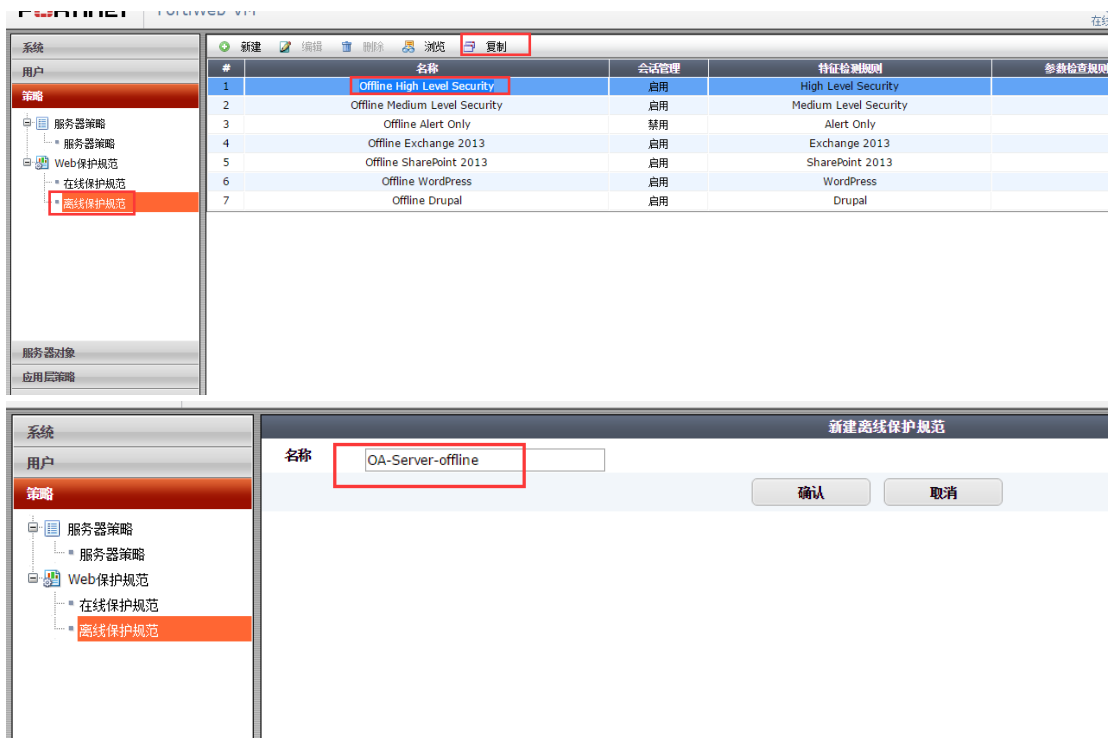 FortiWeb-VM
在线
系统
用户
策略
服务器策略
服务器策略
Web保护规范
在线保护规范
离线保护规范
服务器对象
应用层策略
新建 编辑 删除 浏览 复制
# 名称 会话管理 特征检测规则 参数检查规则
1 Offline High Level Security 启用 High Level Security
2 Offline Medium Level Security 启用 Medium Level Security
3 Offline Alert Only 禁用 Alert Only
4 Offline Exchange 2013 启用 Exchange 2013
5 Offline SharePoint 2013 启用 SharePoint 2013
6 Offline WordPress 启用 WordPress
7 Offline Drupal 启用 Drupal
系统
用户
策略
服务器策略
服务器策略
Web保护规范
在线保护规范
离线保护规范
新建离线保护规范
名称 OA-Server-offline
确认 取消